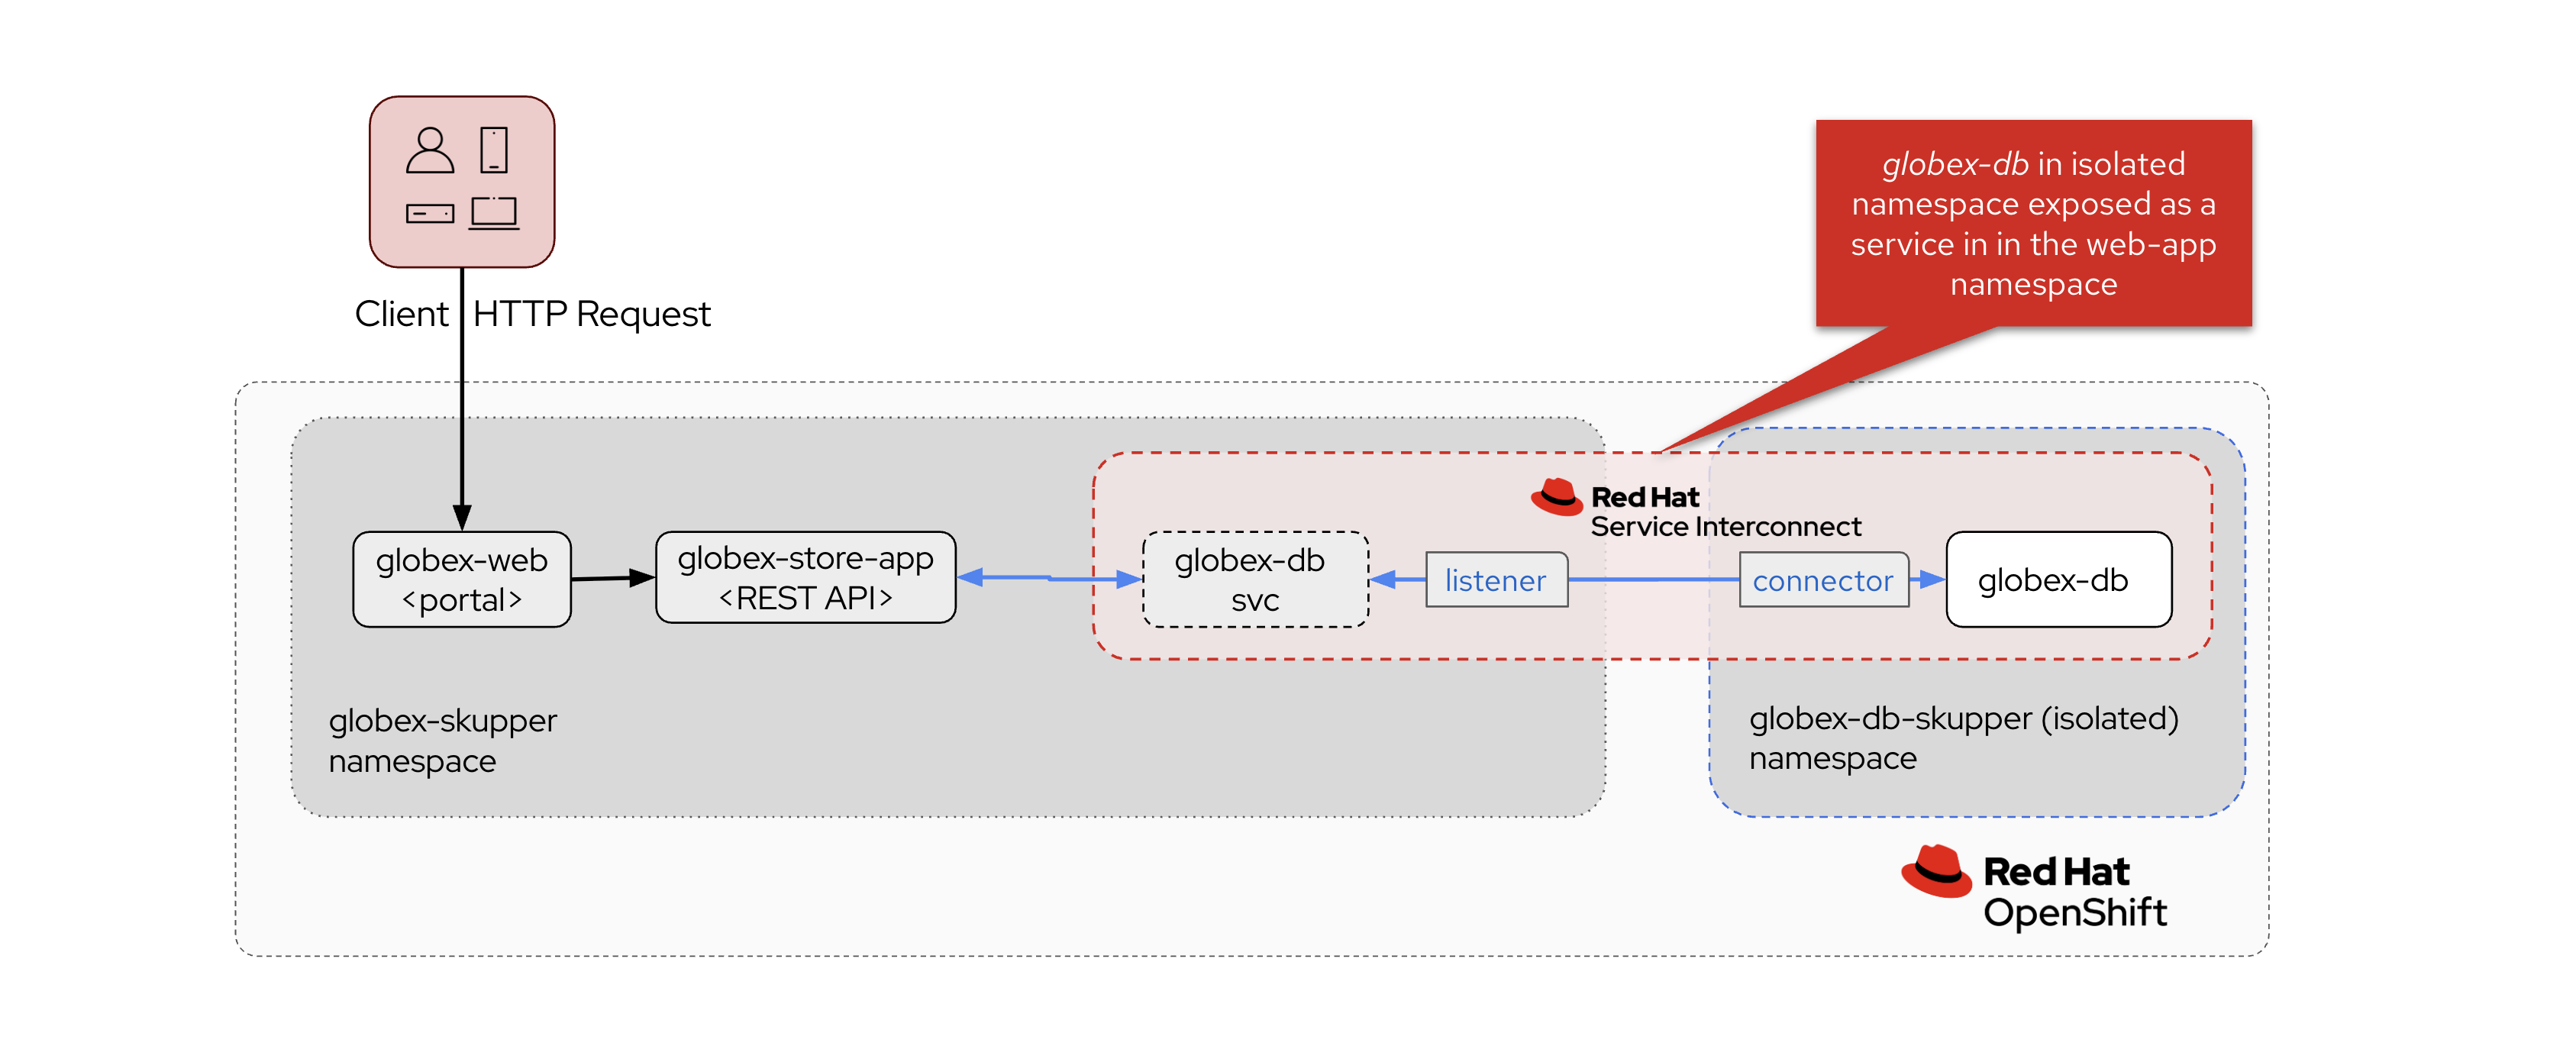 globex-db in isolated
namespace exposed as a
service in in the web-app
namespace
Client HTTP Request
Red Hat
Service Interconnect
globex-web
<portal>
globex-store-app
<REST API>
globex-db
svc
listener
connector
globex-db
globex-skupper
namespace
globex-db-skupper (isolated)
namespace
Red Hat
OpenShift